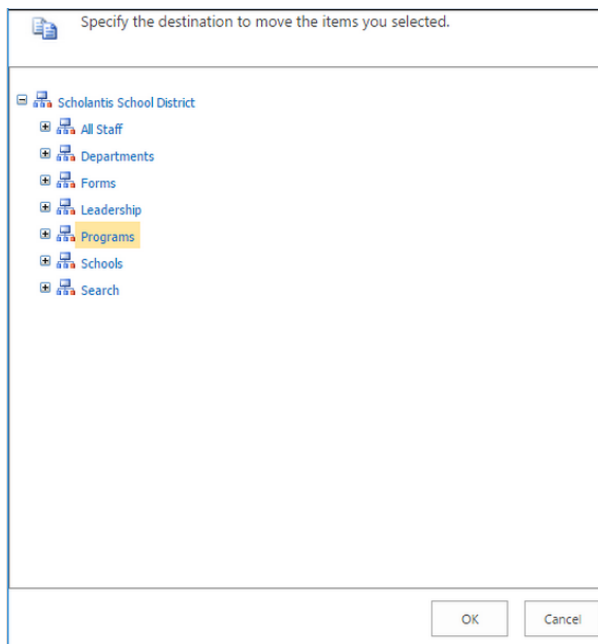 Specify the destination to move the items you selected.
Scholantis School District
All Staff
Departments
Forms
Leadership
Programs
Schools
Search
OK
Cancel